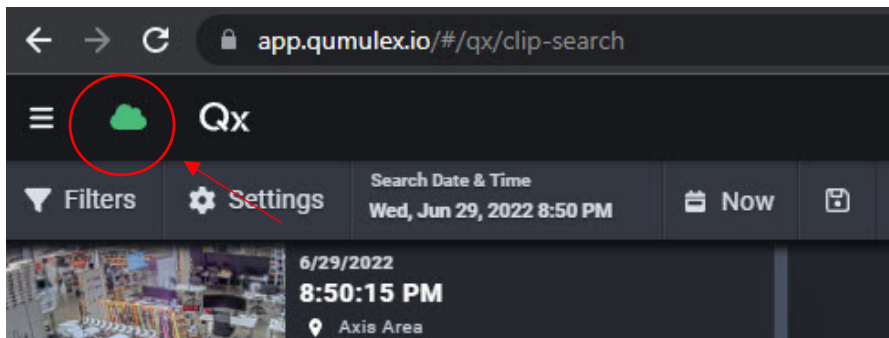 app.qumulex.io/#/qx/clip-search
Qx
Filters
Settings
Search Date & Time
Wed, Jun 29, 2022 8:50 PM
Now
6/29/2022
8:50:15 PM
Axis Area